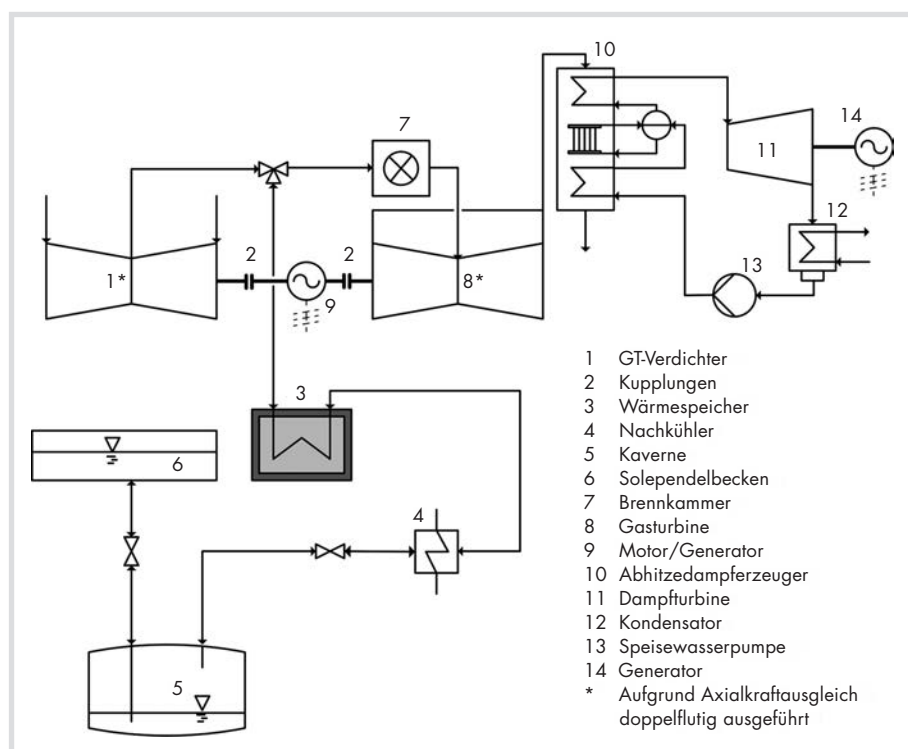 10
14
7
11
12
2
2
1*
8*
13
9
3
6
4
5
1 GT-Verdichter
2 Kupplungen
3 Wärmespeicher
4 Nachkühler
5 Kaverne
6 Solependelbecken
7 Brennkammer
8 Gasturbine
9 Motor/Generator
10 Abhitzedampferzeuger
11 Dampfturbine
12 Kondensator
13 Speisewasserpumpe
14 Generator
* Aufgrund Axialkraftausgleich
doppelflutig ausgeführt